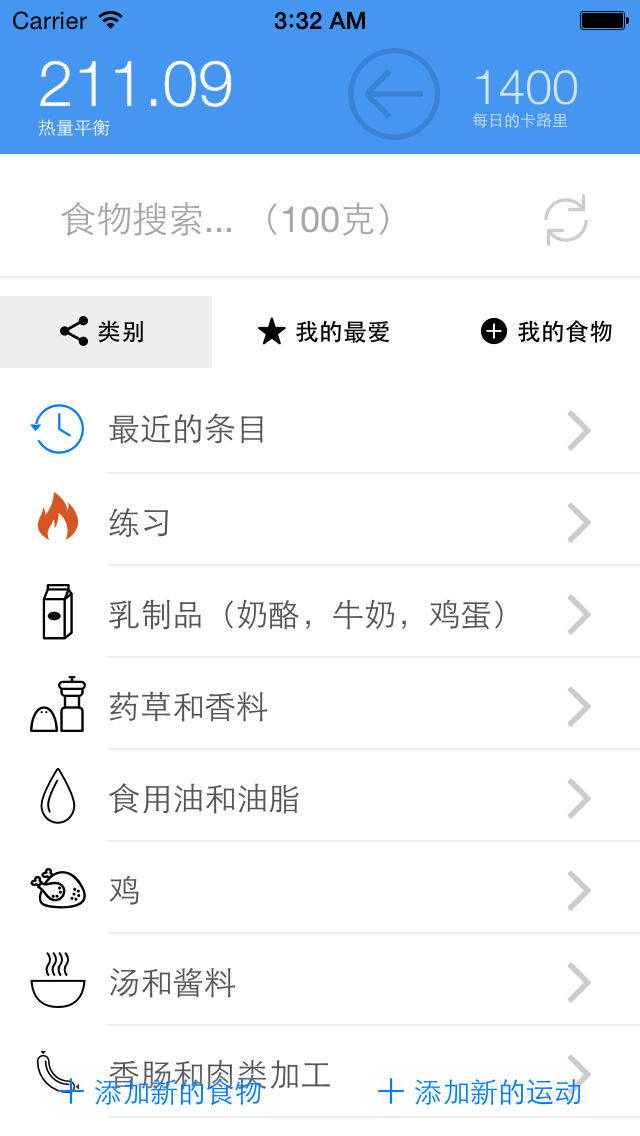 Carrier 3:32 AM
211.09
热量平衡
1400
每日的卡路里
食物搜索... （100克）
类别 我的最爱 我的食物
最近的条目
练习
乳制品（奶酪，牛奶，鸡蛋）
药草和香料
食用油和油脂
鸡
汤和酱料
香肠和肉类加工
添加新的食物 添加新的运动